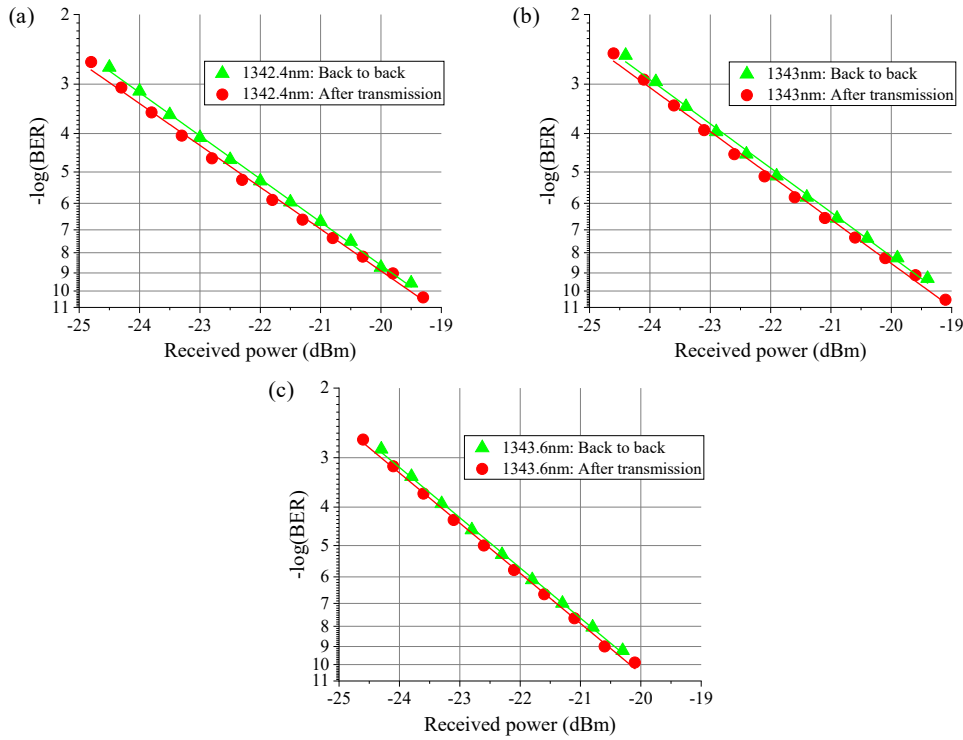 (a)
2
3
4
5
6
7
8
9
10
11
-log(BER)
1342.4nm: Back to back
1342.4nm: After transmission
-25 -24 -23 -22 -21 -20 -19
Received power (dBm)
(b)
2
3
4
5
6
7
8
9
10
11
-log(BER)
1343nm: Back to back
1343nm: After transmission
-25 -24 -23 -22 -21 -20 -19
Received power (dBm)
(c)
2
3
4
5
6
7
8
9
10
11
-log(BER)
1343.6nm: Back to back
1343.6nm: After transmission
-25 -24 -23 -22 -21 -20 -19
Received power (dBm)